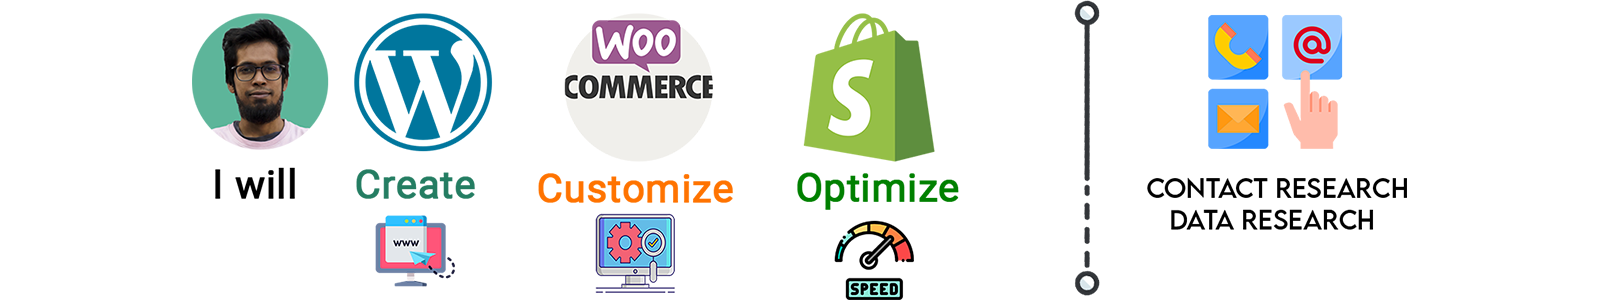 W
WOO
COMMERCE
S
I will
Create
Customize
Optimize
www
SPEED
@
CONTACT RESEARCH
DATA RESEARCH